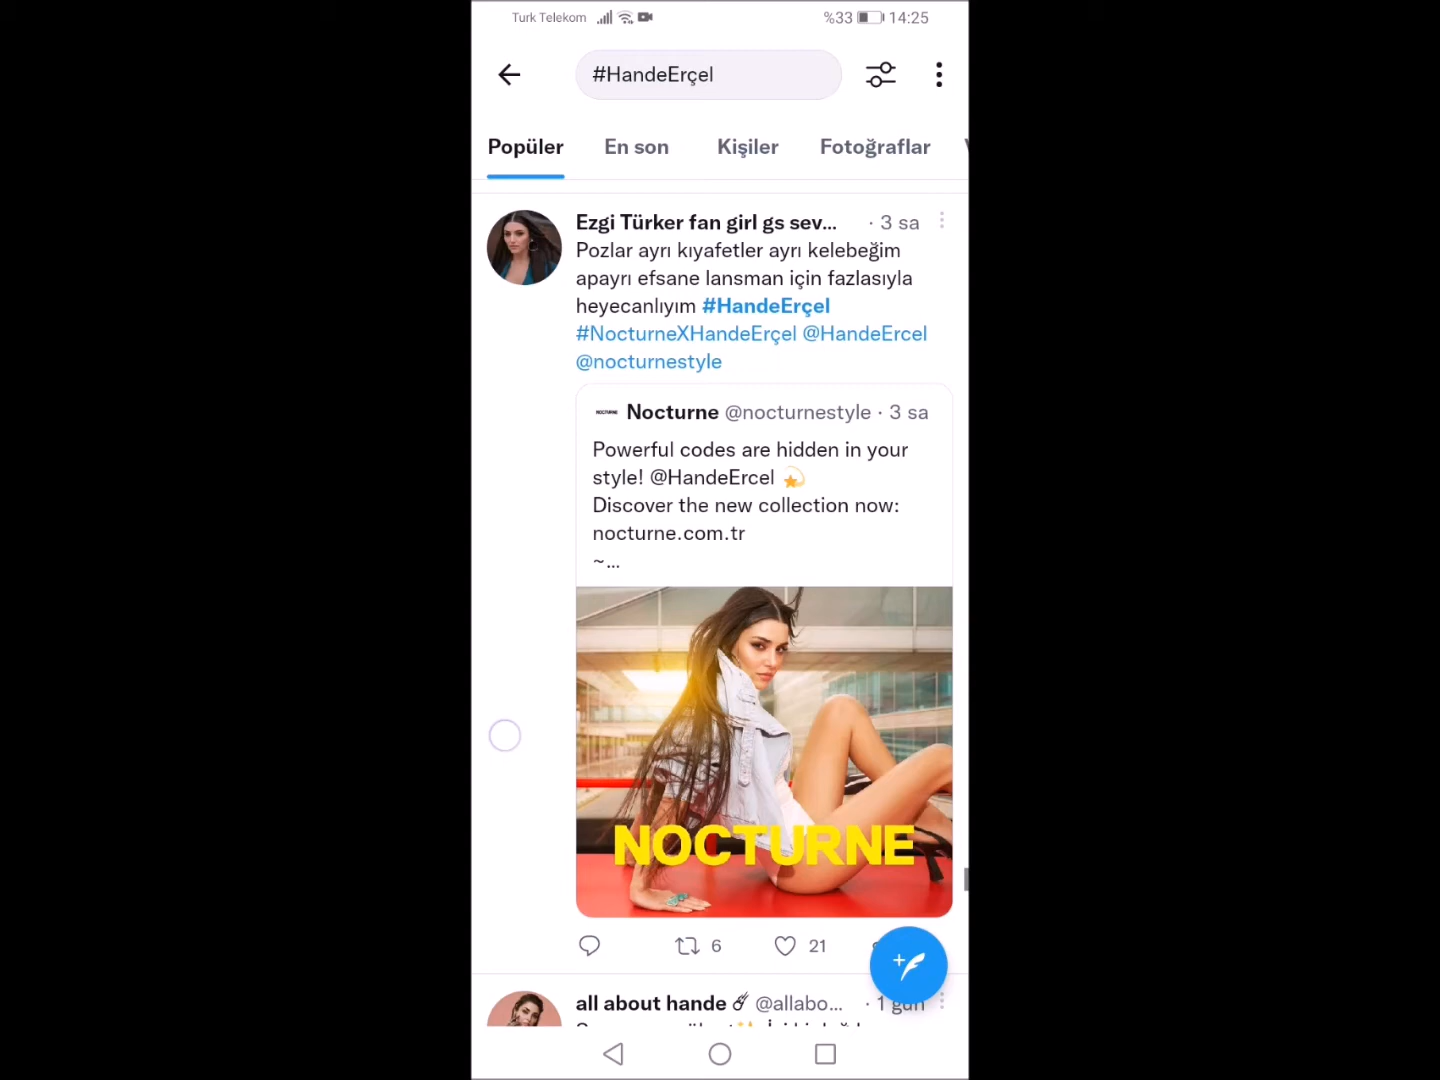 Turk Telekom %33 14:25
#HandeErçel
Popüler En son Kişiler Fotoğraflar
Ezgi Türker fan girl gs sev... · 3 sa
Pozlar ayrı kıyafetler ayrı kelebeğim
apayrı efsane lansman için fazlasıyla
heyecanlıyım #HandeErçel
#NocturneXHandeErçel @HandeErcel
@nocturnestyle
NOCTURNE Nocturne @nocturnestyle · 3 sa
Powerful codes are hidden in your
style! @HandeErcel 💫
Discover the new collection now:
nocturne.com.tr
~...
NOCTURNE
6 21
all about hande @allabo... · 1 gün